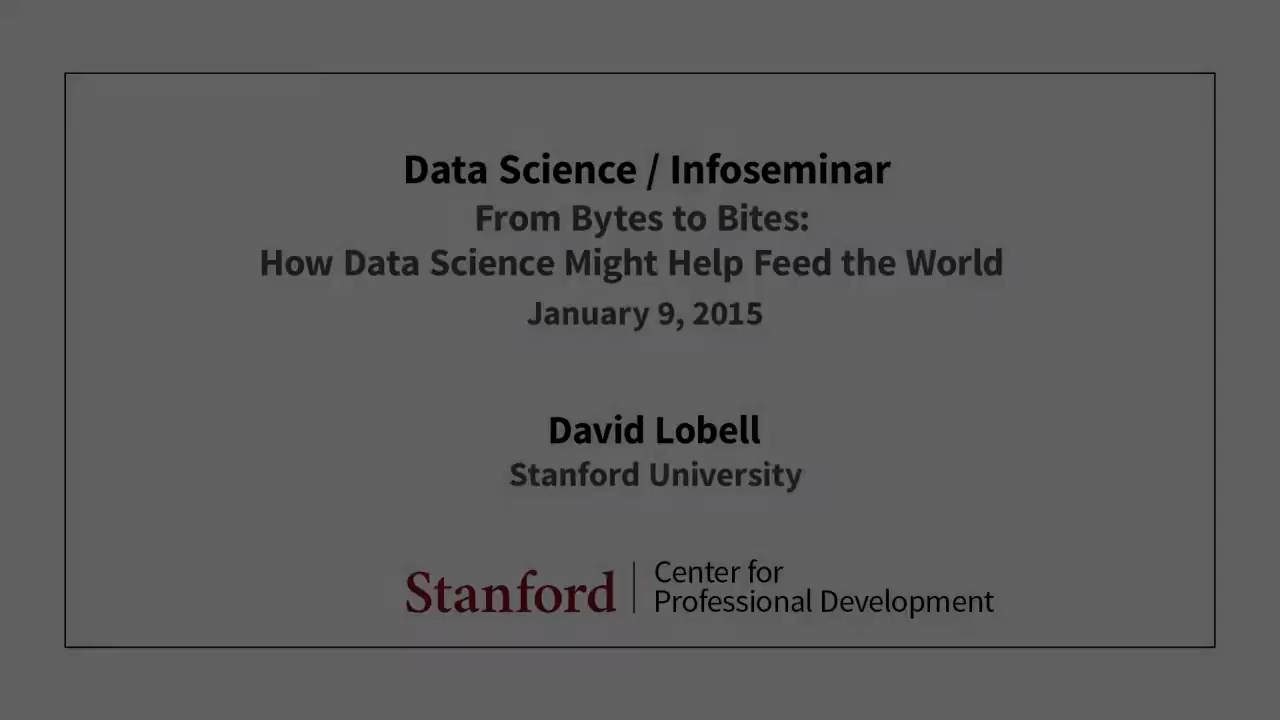 Data Science / Infoseminar
From Bytes to Bites:
How Data Science Might Help Feed the World
January 9, 2015
David Lobell
Stanford University
Stanford
Center for
Professional Development